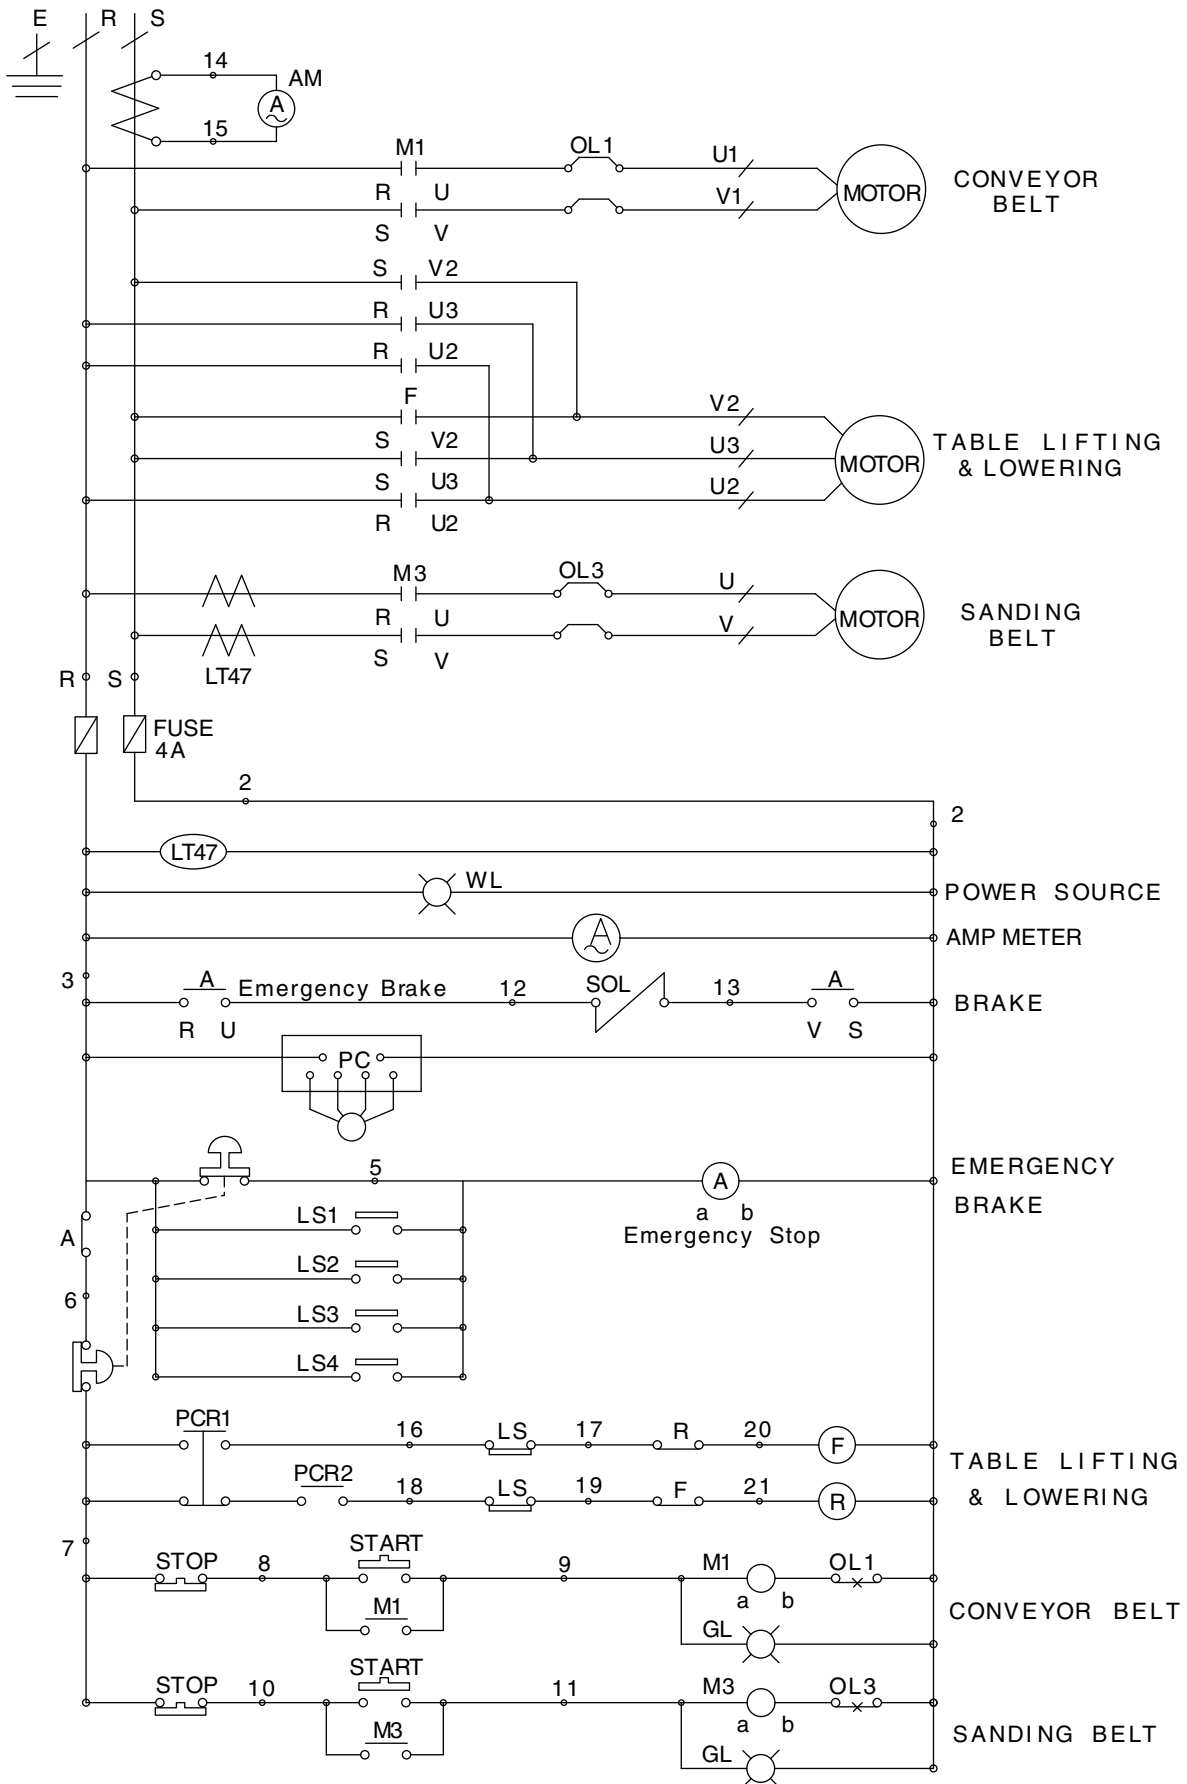 E R S
14
AM
A
15
M1 OL1 U1
MOTOR
CONVEYOR
BELT
R U V1
S V
S V2
R U3
R U2
F V2
S V2 U3
MOTOR
TABLE LIFTING
& LOWERING
S U3 U2
R U2
M3 OL3 U
MOTOR
SANDING
BELT
R U V
S V
LT47
R S
FUSE
4A
2
2
LT47
WL
POWER SOURCE
A
AMP METER
3
A Emergency Brake 12 SOL 13 A
BRAKE
R U V S
PC
5
A
EMERGENCY
BRAKE
a b
Emergency Stop
LS1
A
LS2
6
LS3
LS4
PCR1 16 LS 17 R 20 F
TABLE LIFTING
& LOWERING
PCR2 18 LS 19 F 21 R
7
STOP 8 START 9 M1 OL1
a b
M1
CONVEYOR BELT
GL
STOP 10 START 11 M3 OL3
a b
M3
SANDING BELT
GL